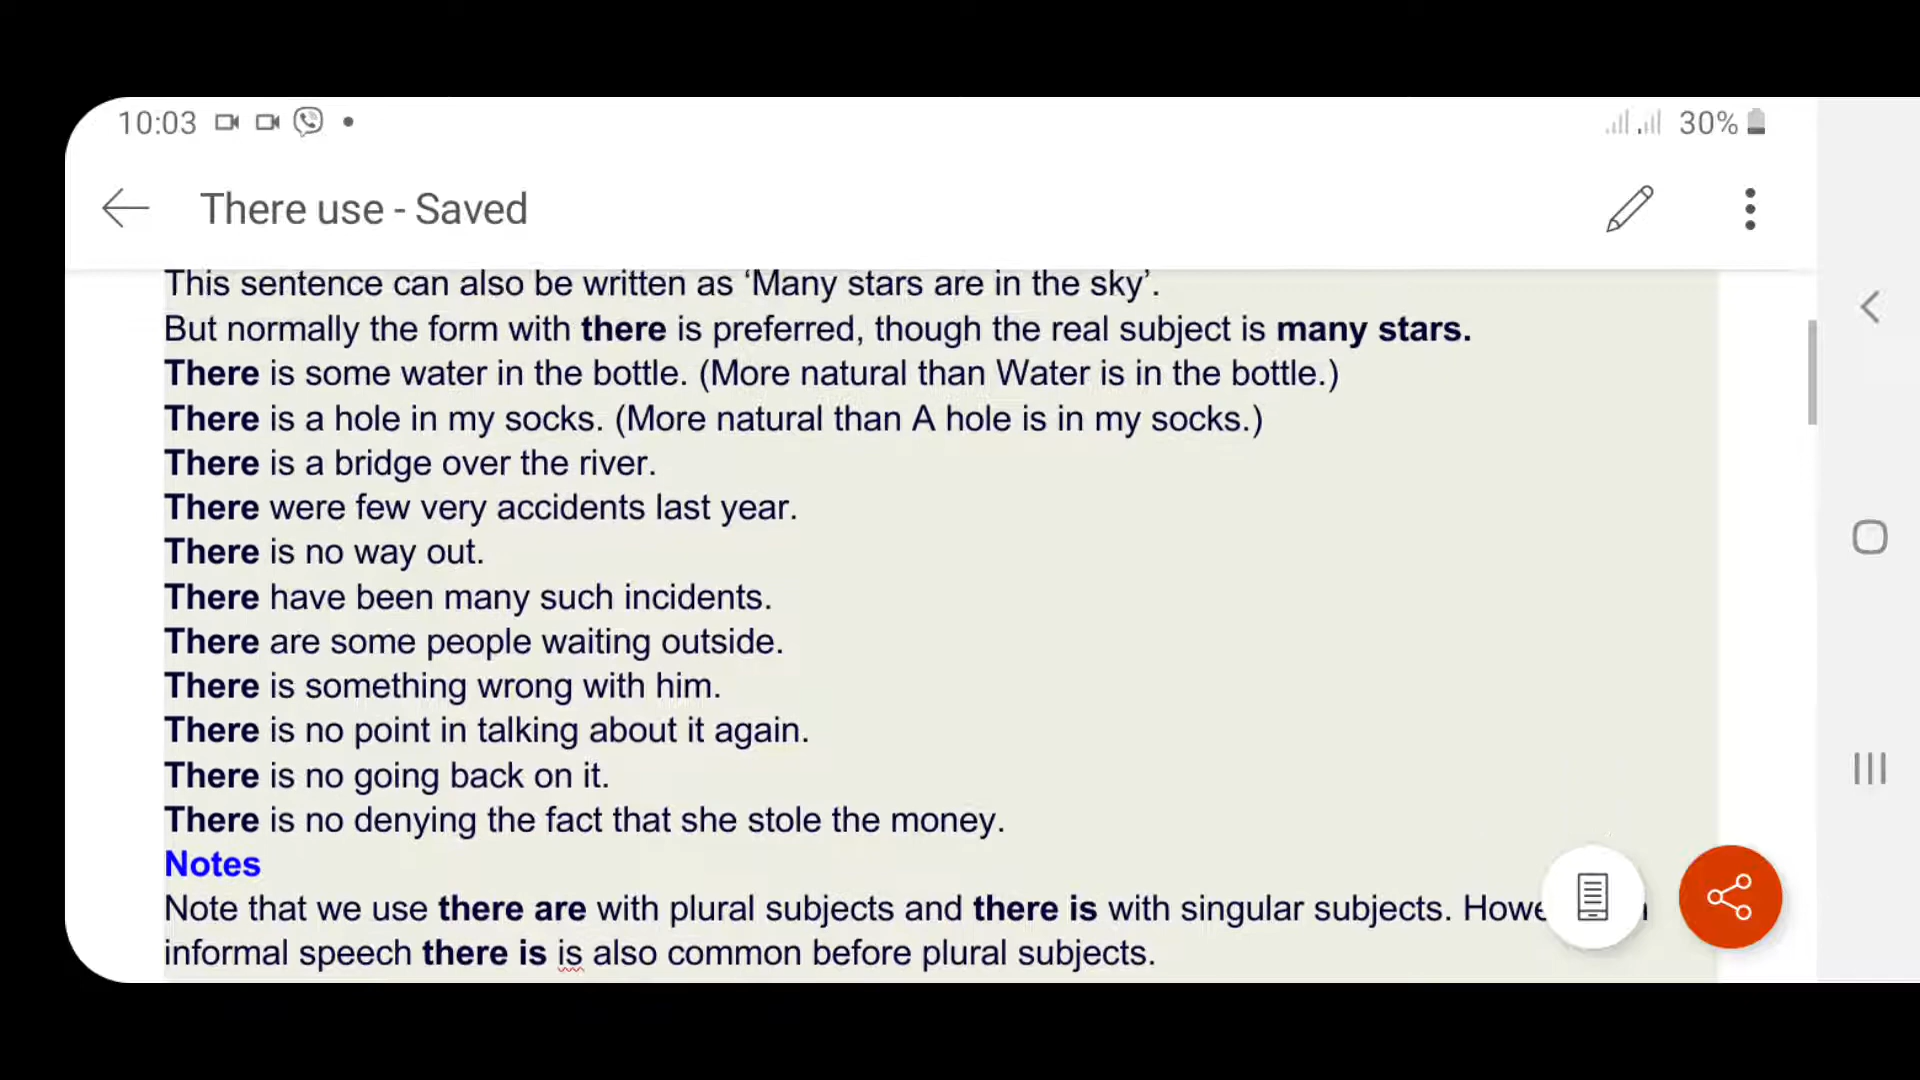 10:03
30%
There use - Saved
This sentence can also be written as ‘Many stars are in the sky’.
But normally the form with there is preferred, though the real subject is many stars.
There is some water in the bottle. (More natural than Water is in the bottle.)
There is a hole in my socks. (More natural than A hole is in my socks.)
There is a bridge over the river.
There were few very accidents last year.
There is no way out.
There have been many such incidents.
There are some people waiting outside.
There is something wrong with him.
There is no point in talking about it again.
There is no going back on it.
There is no denying the fact that she stole the money.
Notes
Note that we use there are with plural subjects and there is with singular subjects.
informal speech there is is also common before plural subjects.